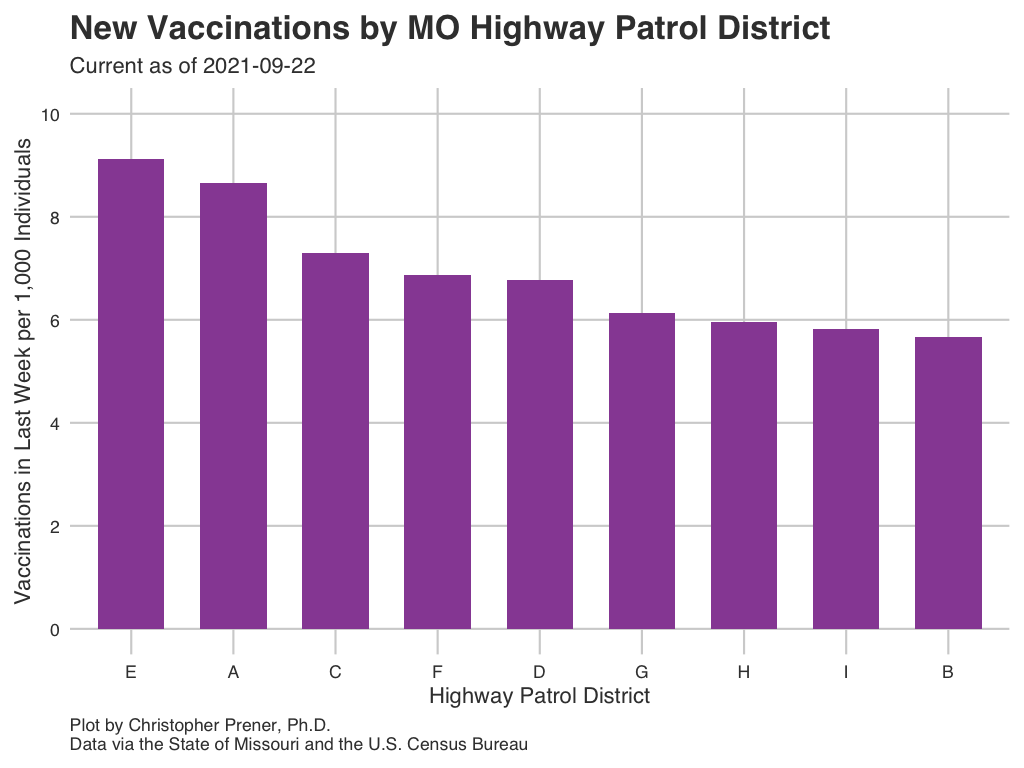 New Vaccinations by MO Highway Patrol District
Current as of 2021-09-22
Vaccinations in Last Week per 1,000 Individuals
10
8
6
4
2
0
E A C F D G H I B
Highway Patrol District
Plot by Christopher Prener, Ph.D.
Data via the State of Missouri and the U.S. Census Bureau